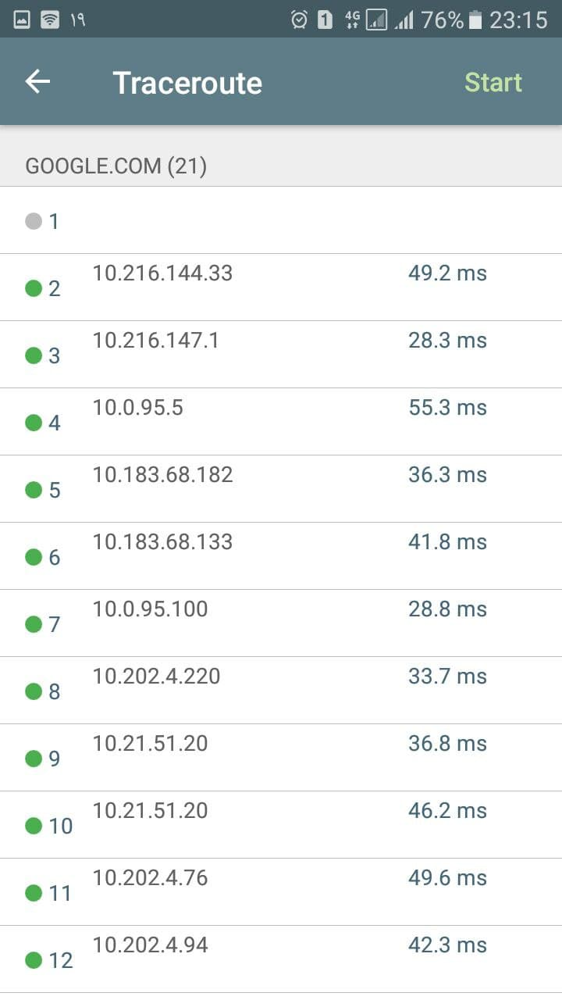 ۱۹ 1 4G 76% 23:15
Traceroute Start
GOOGLE.COM (21)
1
2 10.216.144.33 49.2 ms
3 10.216.147.1 28.3 ms
4 10.0.95.5 55.3 ms
5 10.183.68.182 36.3 ms
6 10.183.68.133 41.8 ms
7 10.0.95.100 28.8 ms
8 10.202.4.220 33.7 ms
9 10.21.51.20 36.8 ms
10 10.21.51.20 46.2 ms
11 10.202.4.76 49.6 ms
12 10.202.4.94 42.3 ms